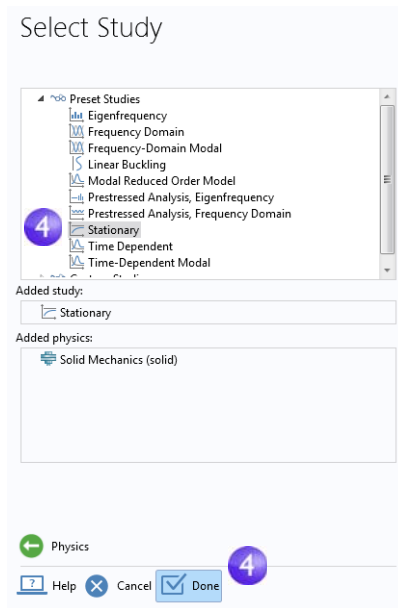 Select Study
Preset Studies
Eigenfrequency
Frequency Domain
Frequency-Domain Modal
Linear Buckling
Modal Reduced Order Model
Prestressed Analysis, Eigenfrequency
Prestressed Analysis, Frequency Domain
4 Stationary
Time Dependent
Time-Dependent Modal
Added study:
Stationary
Added physics:
Solid Mechanics (solid)
Physics
4
? Help Cancel Done